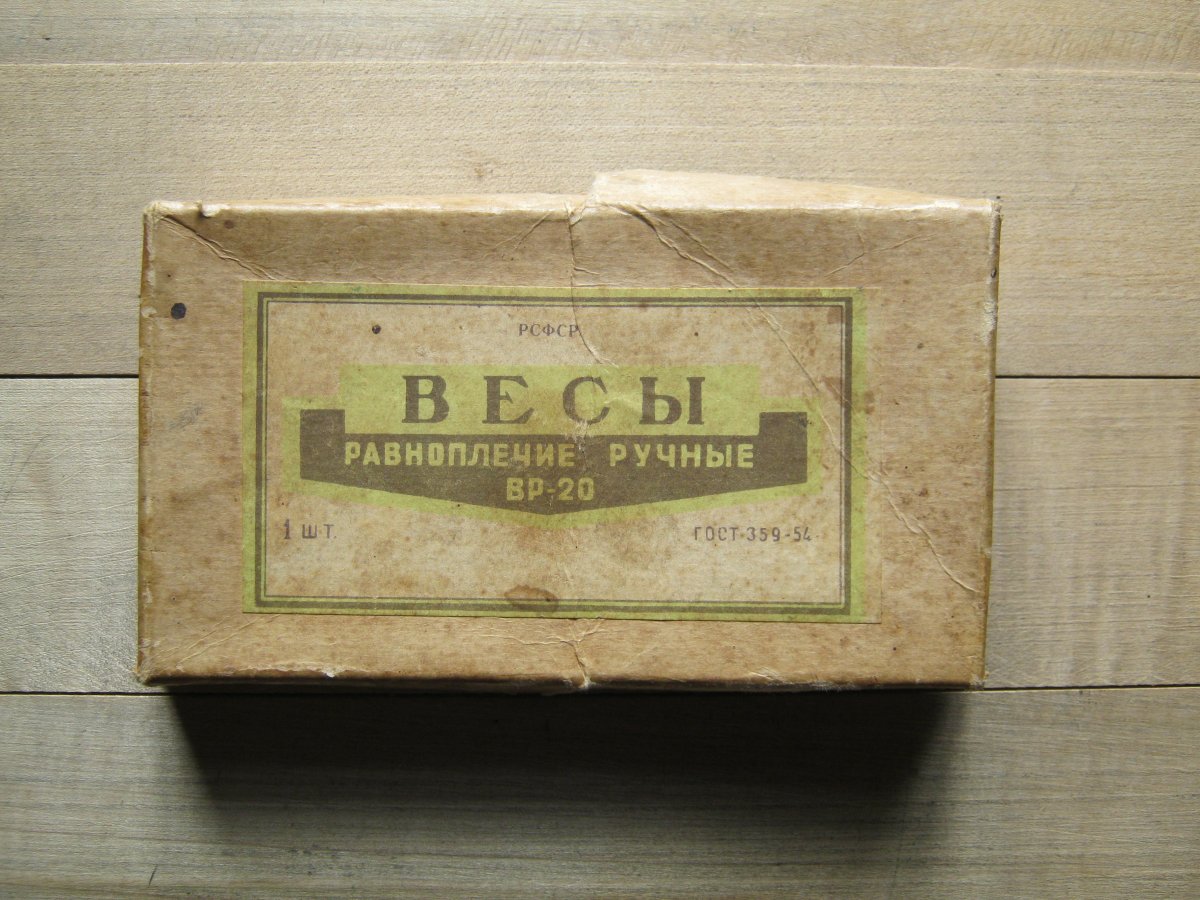 РСФСР
ВЕСЫ
РАВНОПЛЕЧИЕ РУЧНЫЕ
ВР-20
1 ШТ.
ГОСТ-359-54